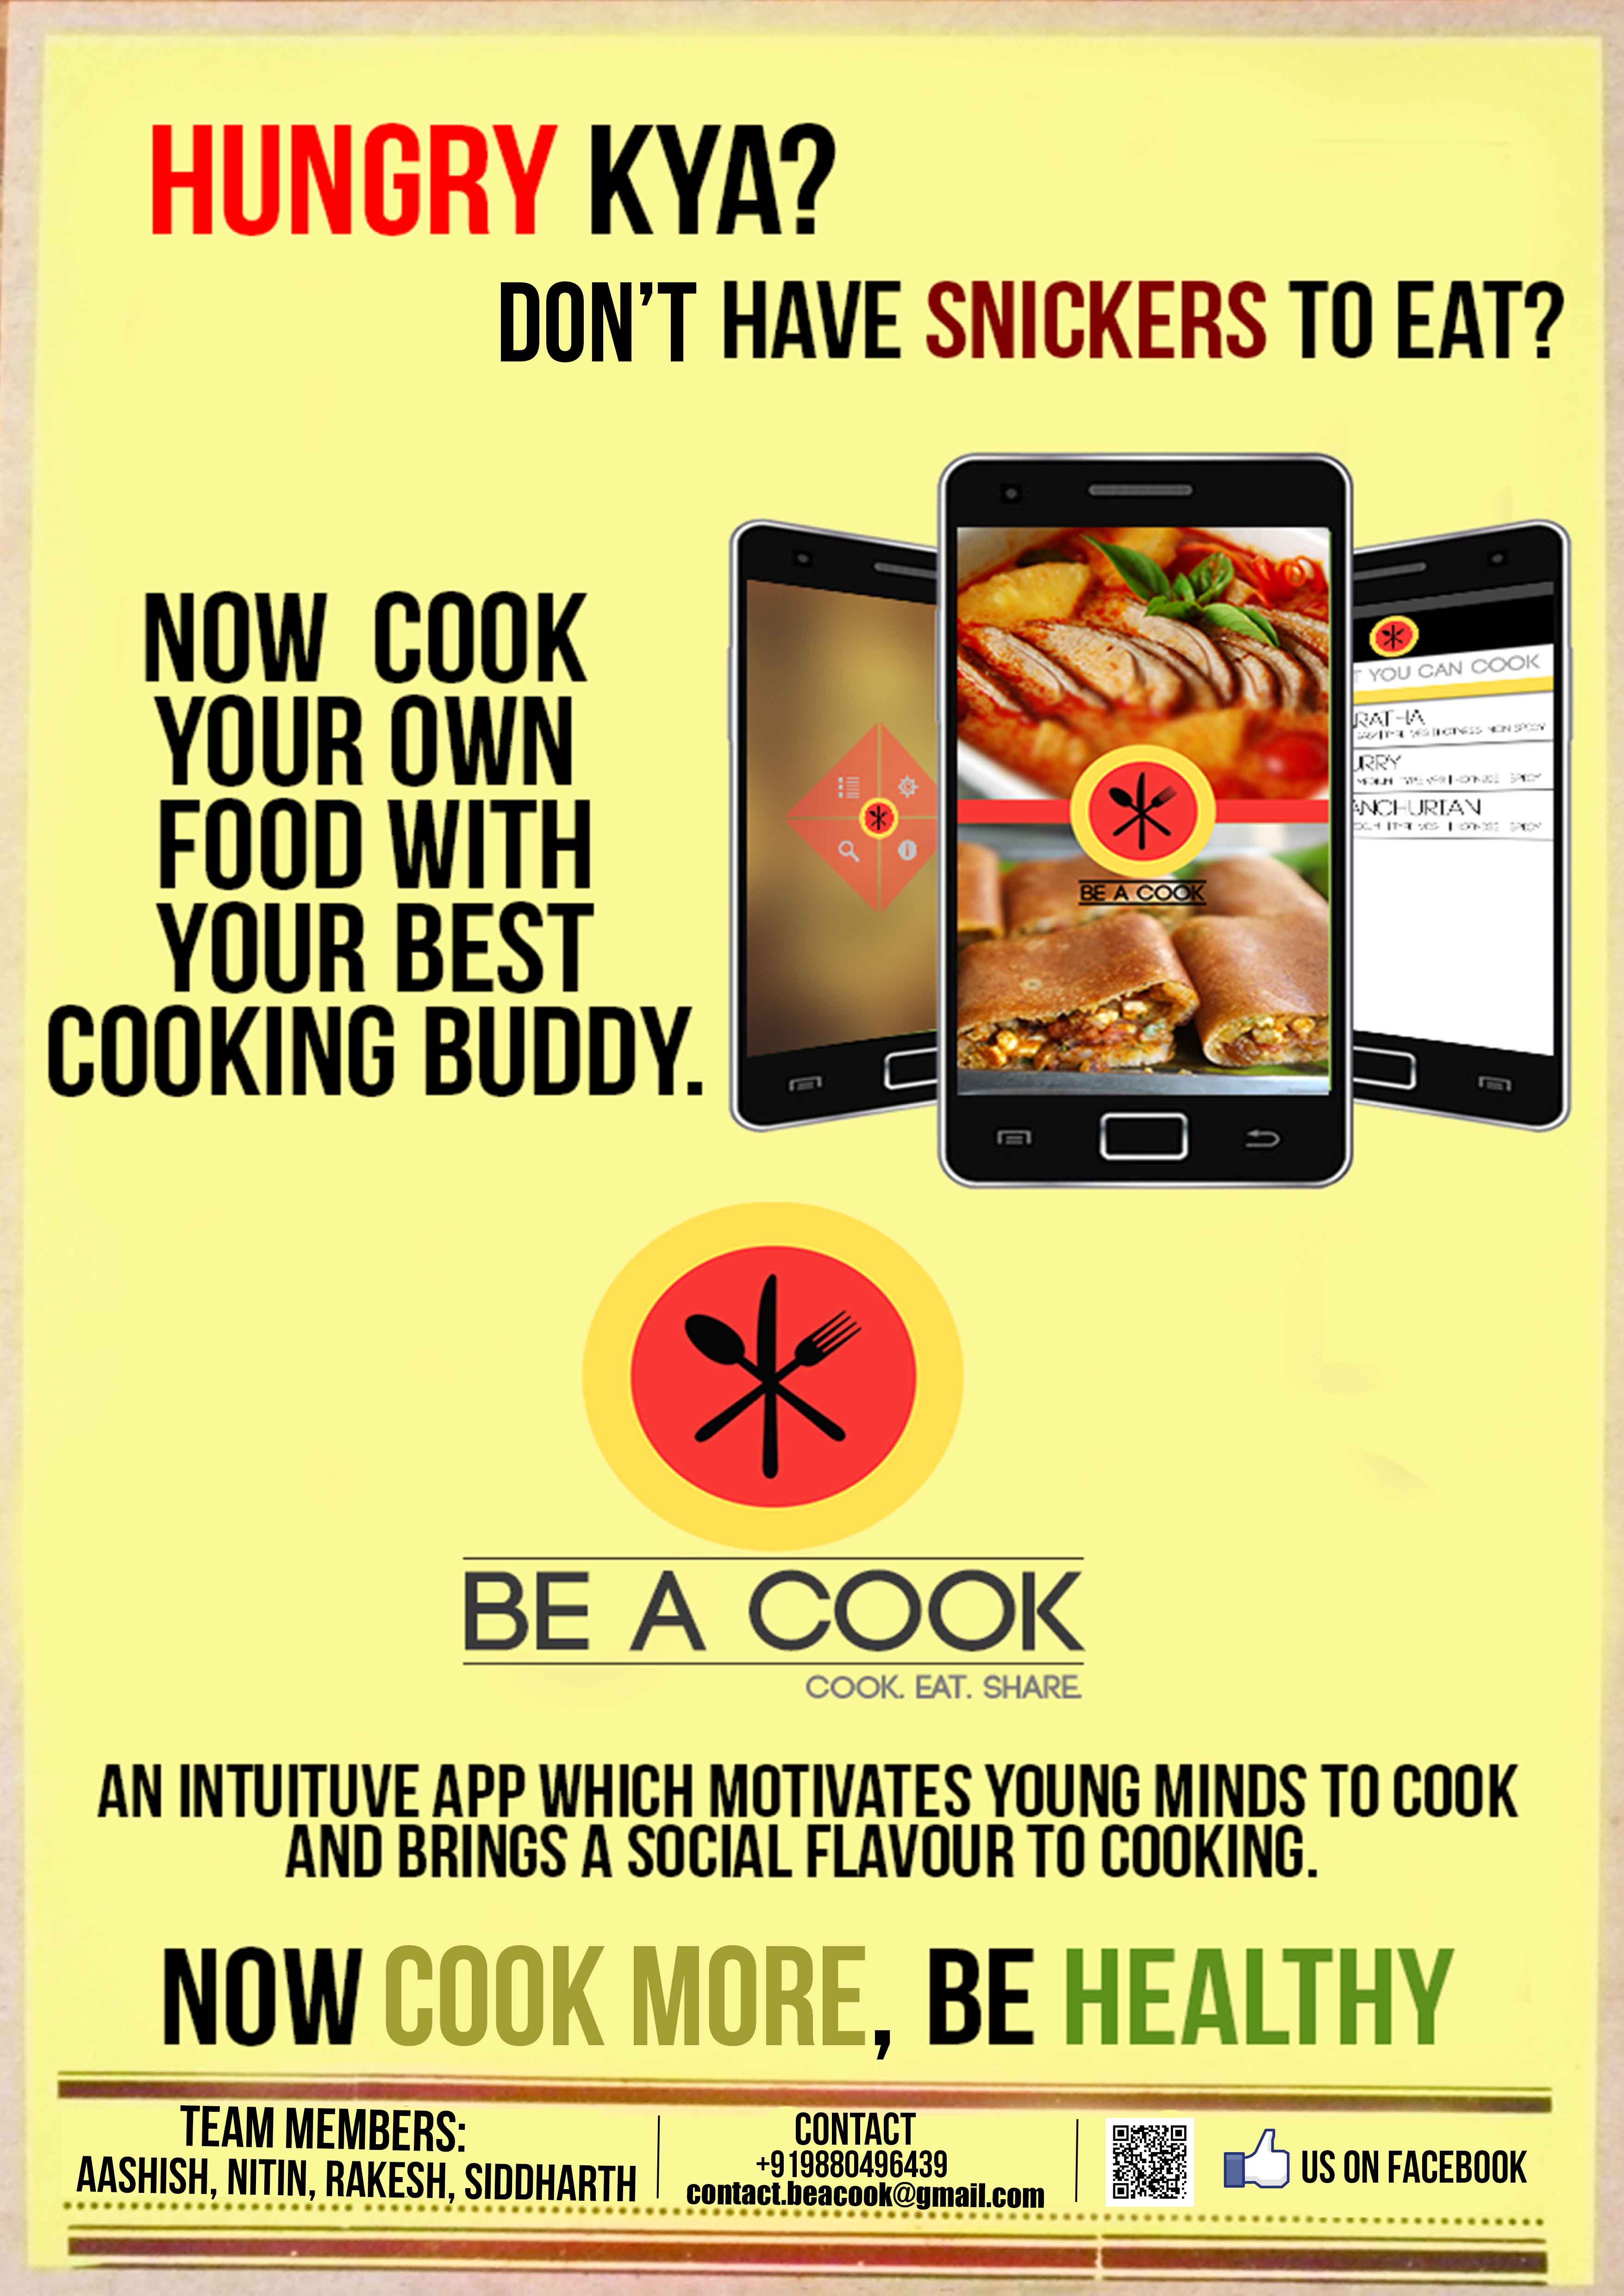 HUNGRY KYA?
DON'T HAVE SNICKERS TO EAT?
NOW COOK
YOUR OWN
FOOD WITH
YOUR BEST
COOKING BUDDY.
BE A COOK
YOU CAN COOK
BE A COOK
COOK. EAT. SHARE
AN INTUITUVE APP WHICH MOTIVATES YOUNG MINDS TO COOK
AND BRINGS A SOCIAL FLAVOUR TO COOKING.
NOW COOK MORE, BE HEALTHY
TEAM MEMBERS:
AASHISH, NITIN, RAKESH, SIDDHARTH
CONTACT
+919880496439
contact.beacook@gmail.com
US ON FACEBOOK